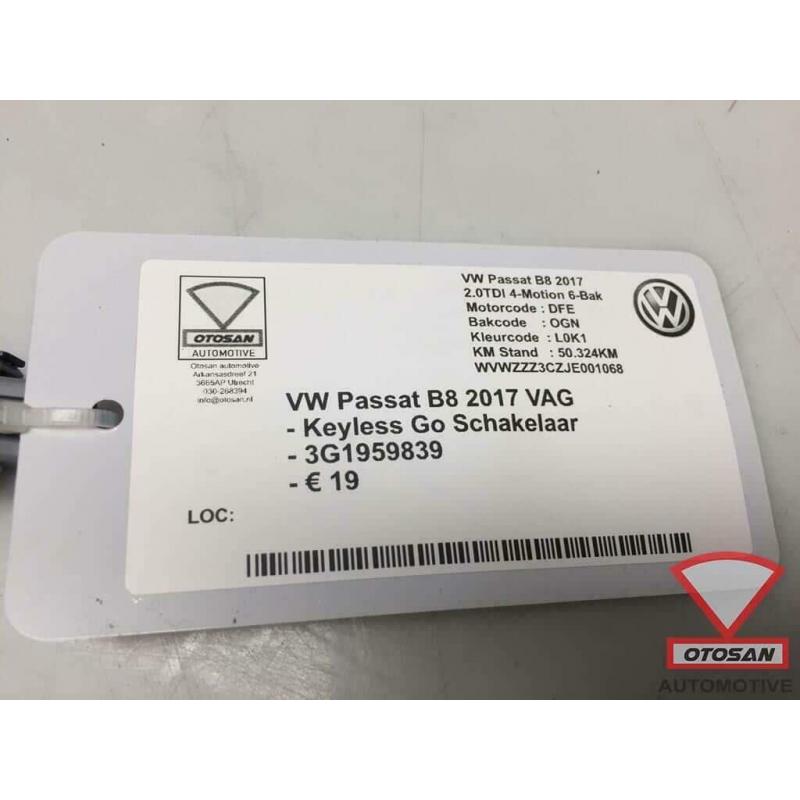 OTOSAN
AUTOMOTIVE
Otosan automotive
Arkansasdreef 21
3565AP Utrecht
030-268394
info@otosan.nl
VW Passat B8 2017
2.0TDI 4-Motion 6-Bak
Motorcode : DFE
Bakcode : OGN
Kleurcode : L0K1
KM Stand : 50.324KM
WVWZZZ3CZJE001068
VW Passat B8 2017 VAG
- Keyless Go Schakelaar
- 3G1959839
- € 19
LOC:
OTOSAN
AUTOMOTIVE